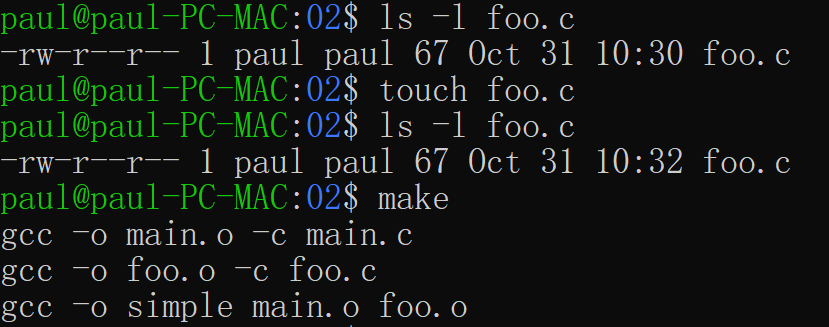 paul@paul-PC-MAC:02$ ls -l foo.c
-rw-r--r-- 1 paul paul 67 Oct 31 10:30 foo.c
paul@paul-PC-MAC:02$ touch foo.c
paul@paul-PC-MAC:02$ ls -l foo.c
-rw-r--r-- 1 paul paul 67 Oct 31 10:32 foo.c
paul@paul-PC-MAC:02$ make
gcc -o main.o -c main.c
gcc -o foo.o -c foo.c
gcc -o simple main.o foo.o